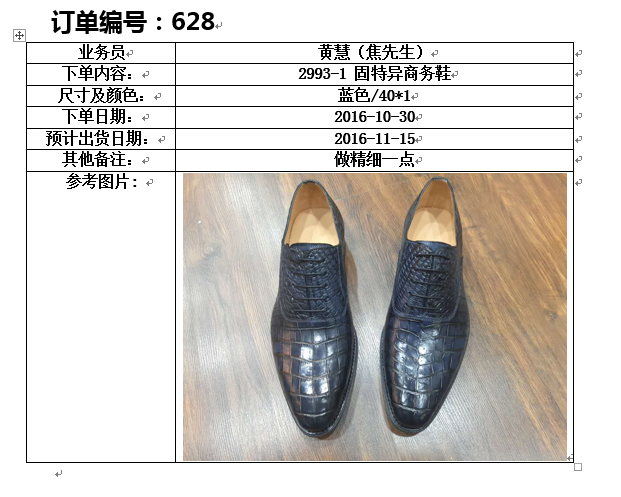 订单编号：628
业务员 黄慧（焦先生）
下单内容： 2993-1 固特异商务鞋
尺寸及颜色： 蓝色/40*1
下单日期： 2016-10-30
预计出货日期： 2016-11-15
其他备注： 做精细一点
参考图片：